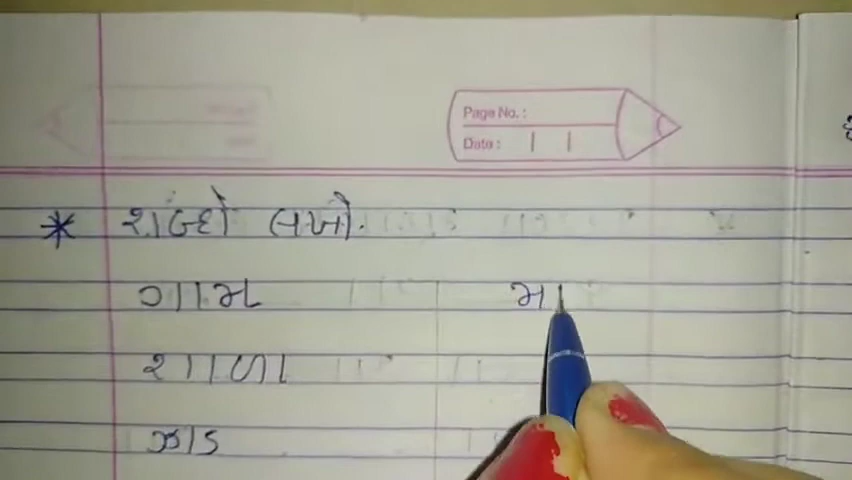 Page No. :
Date :
* શબ્દો લખો.
ગામ મા
શાળા
ઝાડ